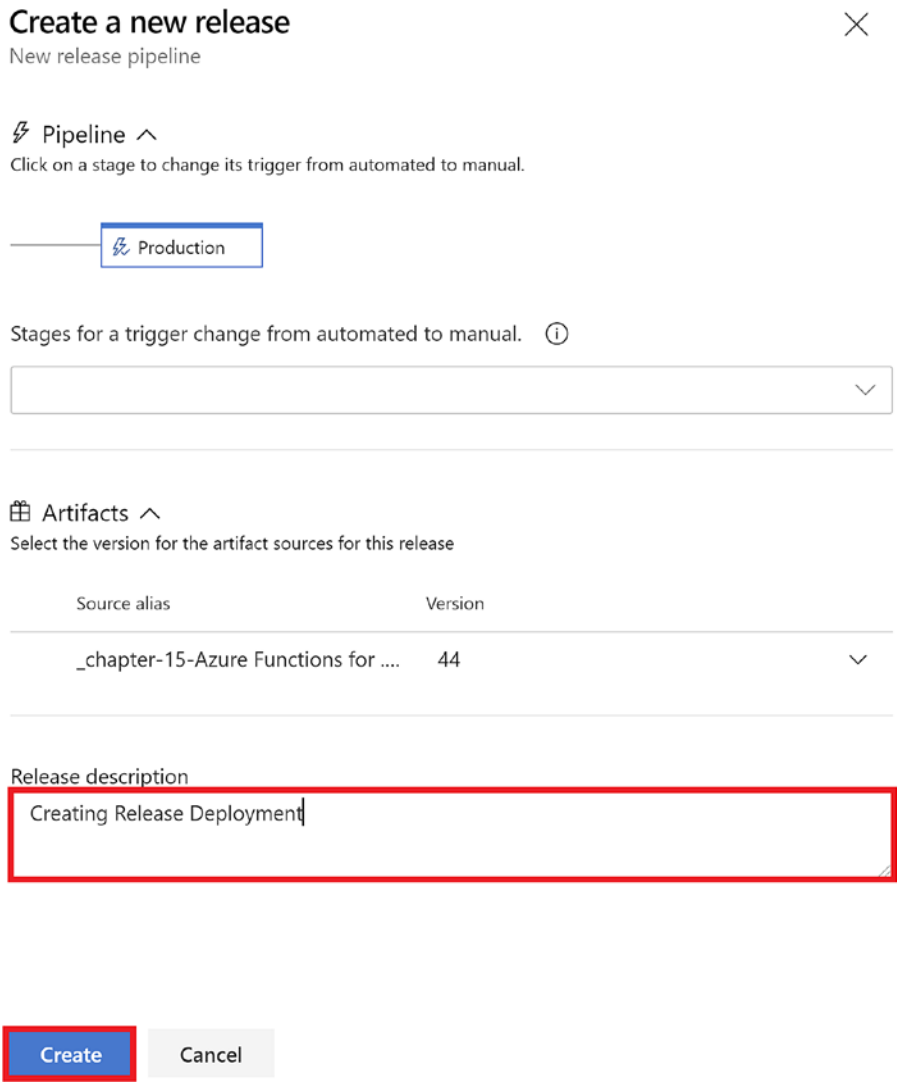 Create a new release
New release pipeline
Pipeline
Click on a stage to change its trigger from automated to manual.
Production
Stages for a trigger change from automated to manual.
Artifacts
Select the version for the artifact sources for this release
Source alias Version
_chapter-15-Azure Functions for .... 44
Release description
Creating Release Deployment
Create Cancel